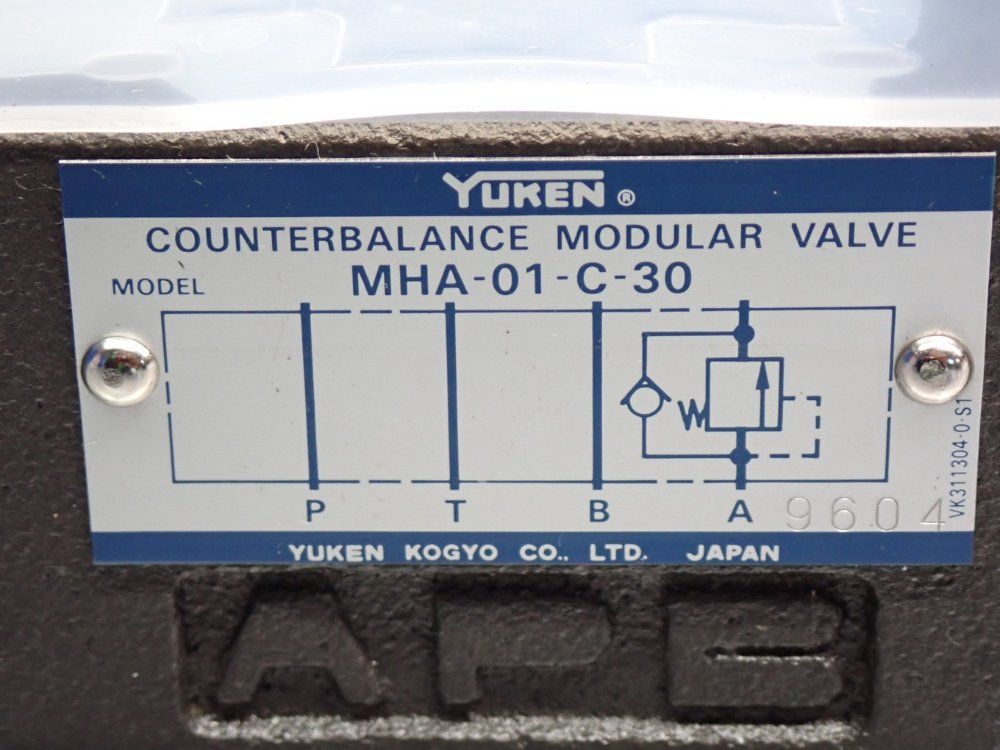 YUKEN ®
COUNTERBALANCE MODULAR VALVE
MODEL MHA-01-C-30
P T B A
9604
VK311304-0-S1
YUKEN KOGYO CO., LTD. JAPAN
APB